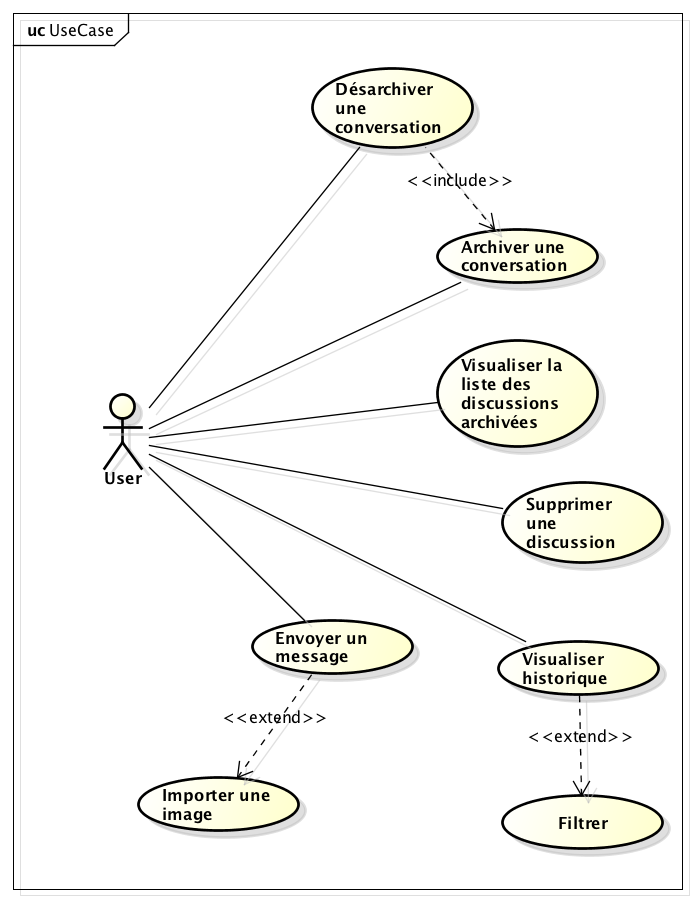 uc UseCase
Désarchiver
une
conversation
<<include>>
Archiver une
conversation
Visualiser la
liste des
discussions
archivées
User
Supprimer
une
discussion
Envoyer un
message
Visualiser
historique
<<extend>>
<<extend>>
Importer une
image
Filtrer